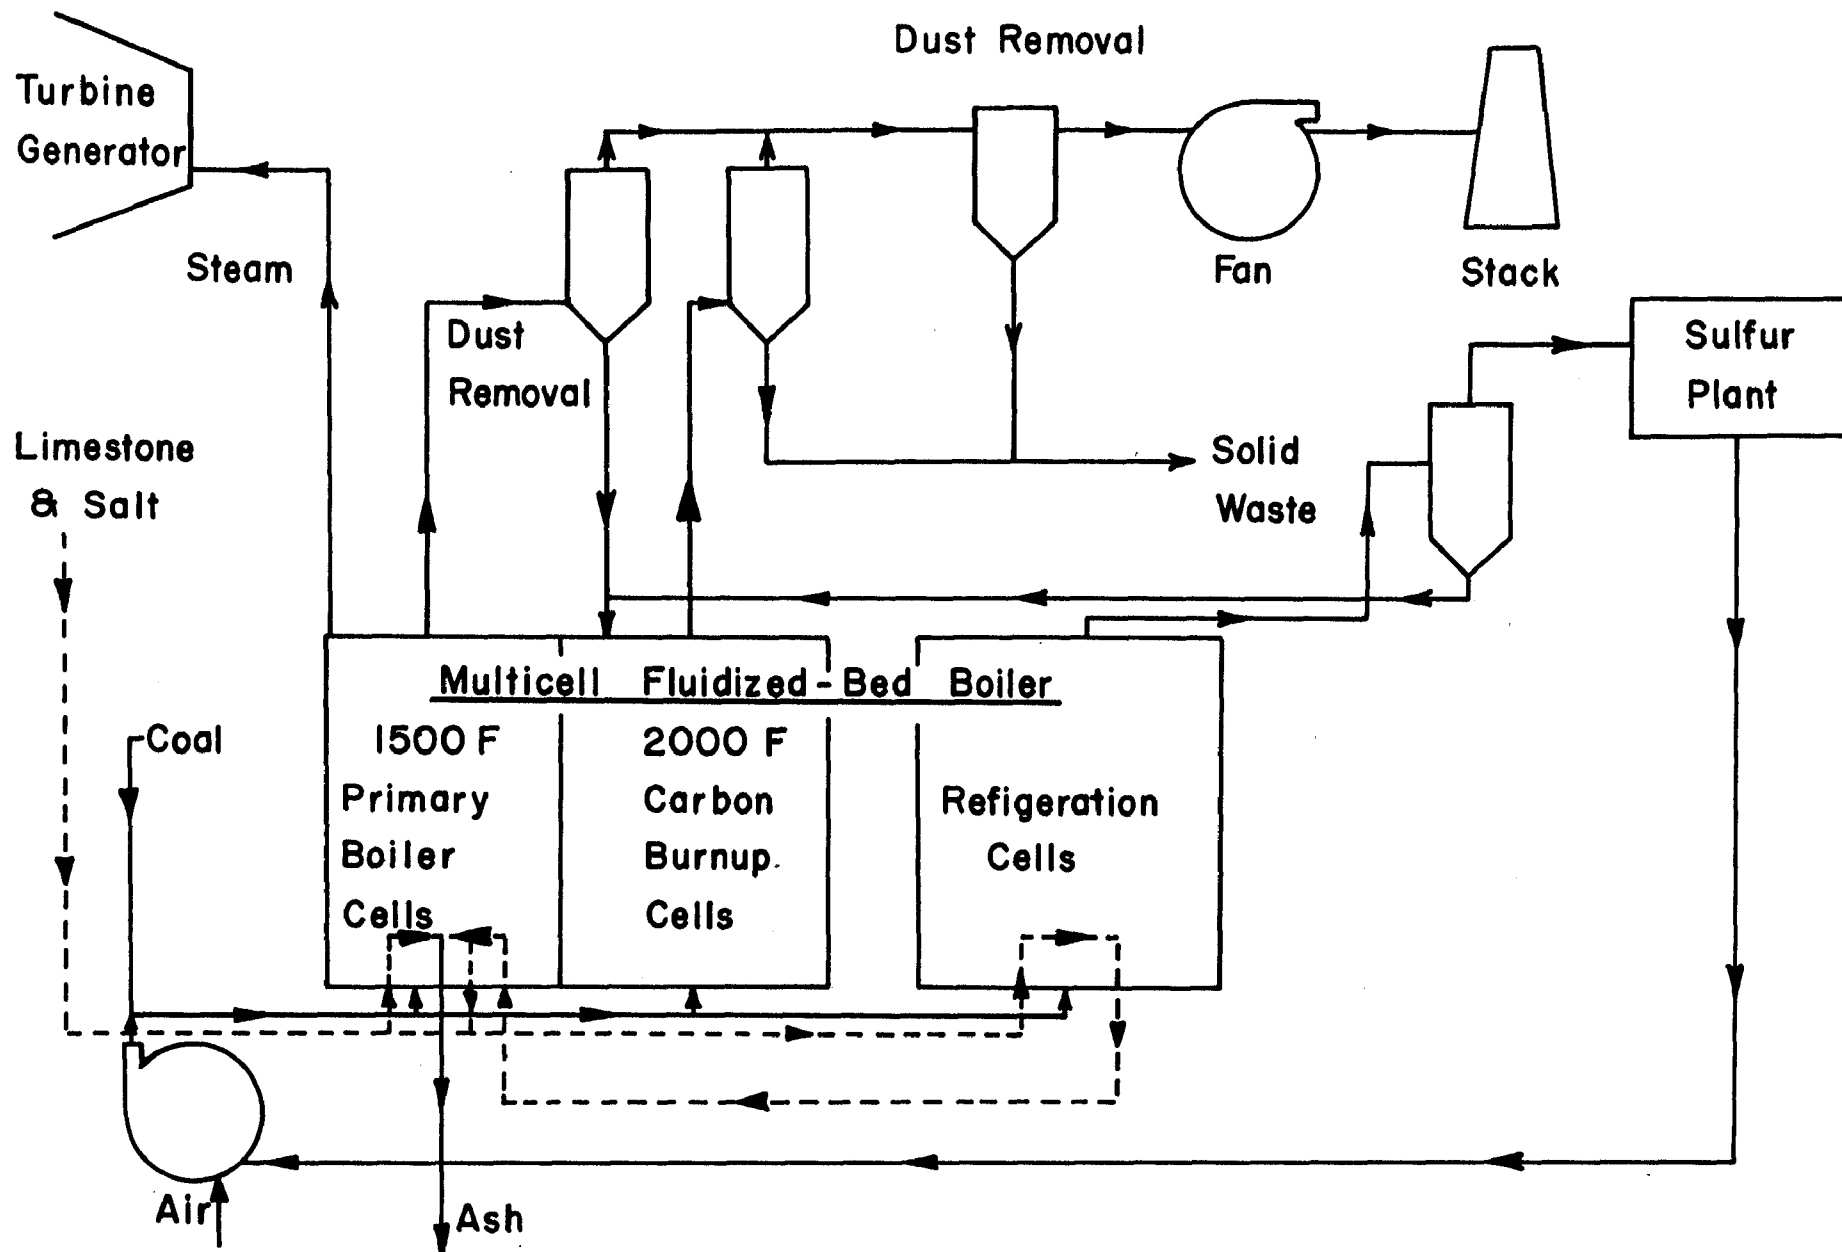 Dust Removal
Turbine
Generator
Steam
Fan
Stack
Dust
Removal
Sulfur
Plant
Limestone
& Salt
Solid
Waste
Multicell Fluidized-Bed Boiler
Coal
1500 F
Primary
Boiler
Cells
2000 F
Carbon
Burnup
Cells
Refigeration
Cells
Air
Ash